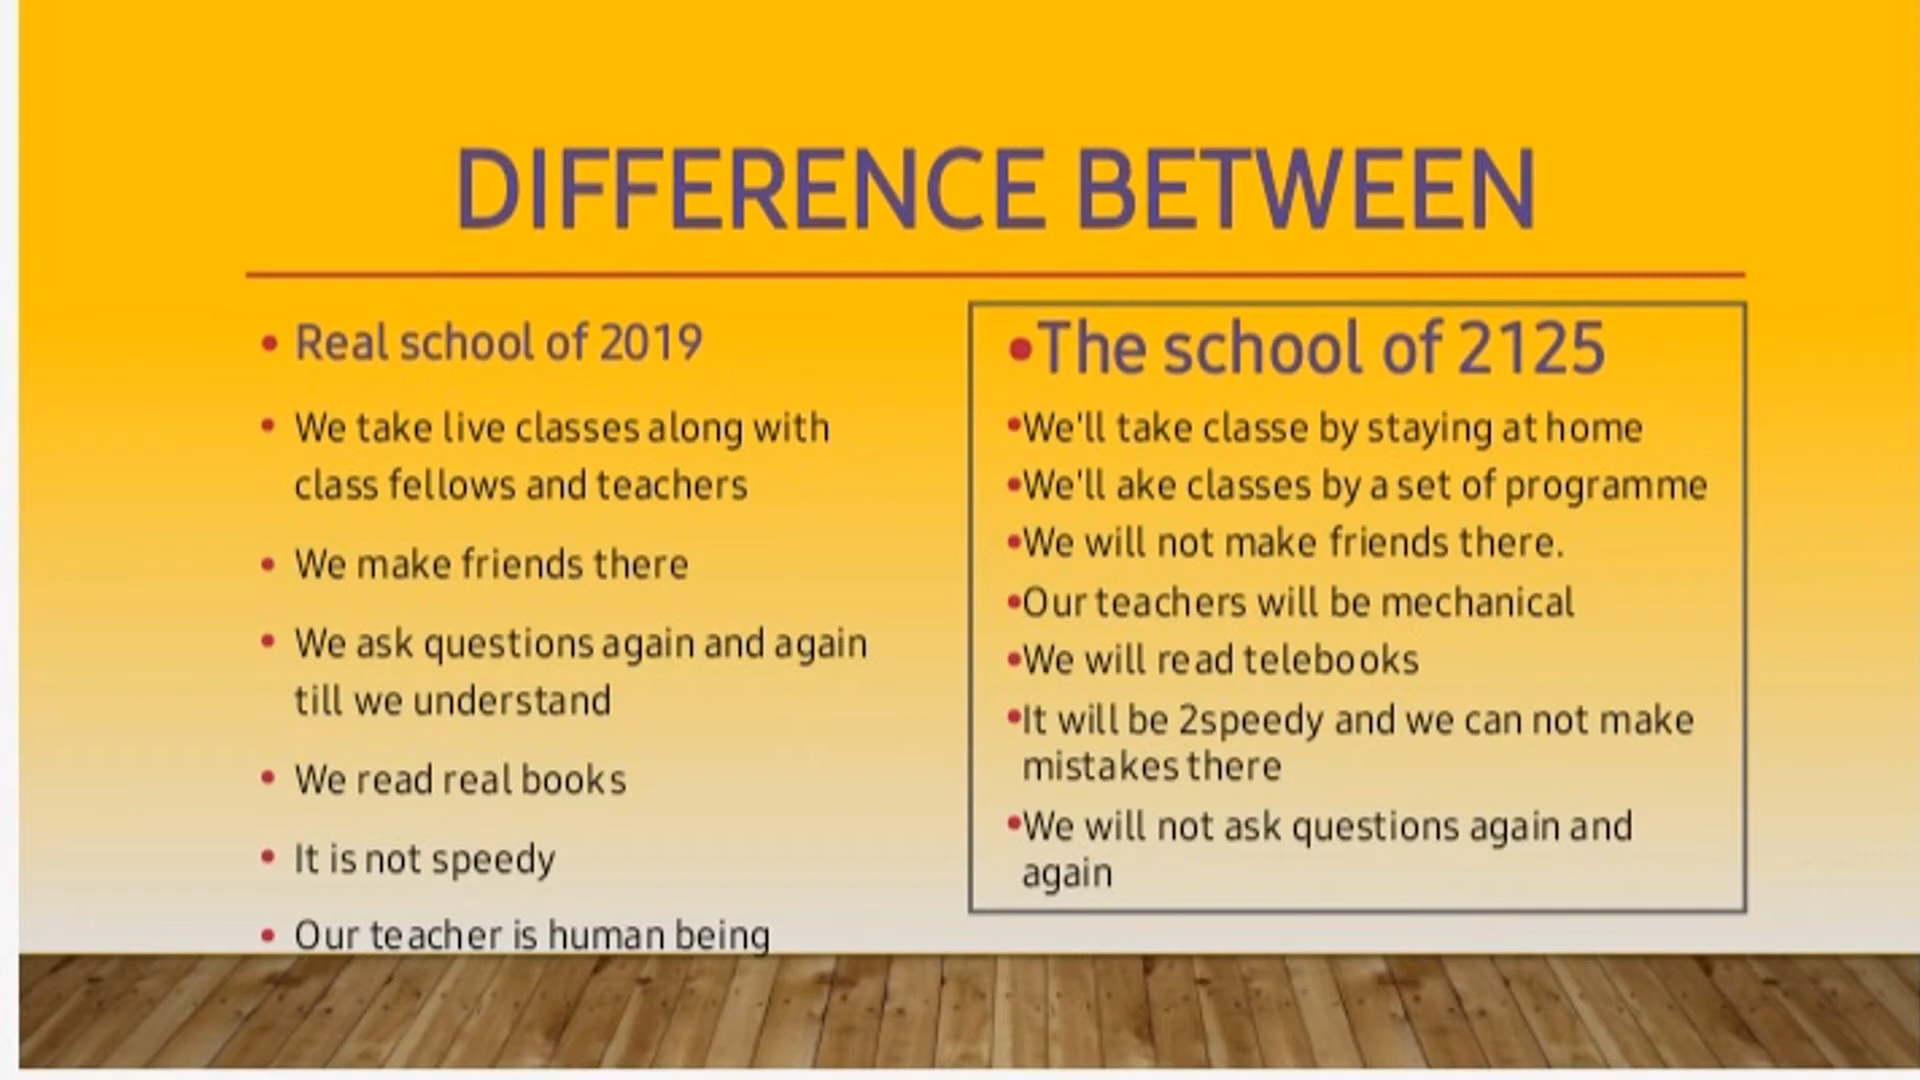 DIFFERENCE BETWEEN
• Real school of 2019
• We take live classes along with
class fellows and teachers
• We make friends there
• We ask questions again and again
till we understand
• We read real books
• It is not speedy
• Our teacher is human being
•The school of 2125
•We'll take classe by staying at home
•We'll ake classes by a set of programme
•We will not make friends there.
•Our teachers will be mechanical
•We will read telebooks
•It will be 2speedy and we can not make
mistakes there
•We will not ask questions again and
again